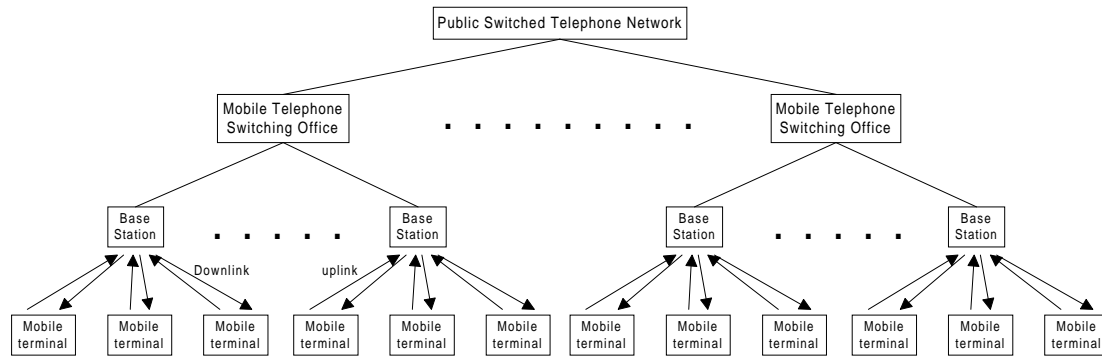 Public Switched Telephone Network
Mobile Telephone
Switching Office
Mobile Telephone
Switching Office
Base
Station
Base
Station
Base
Station
Base
Station
Downlink
uplink
Mobile
terminal
Mobile
terminal
Mobile
terminal
Mobile
terminal
Mobile
terminal
Mobile
terminal
Mobile
terminal
Mobile
terminal
Mobile
terminal
Mobile
terminal
Mobile
terminal
Mobile
terminal